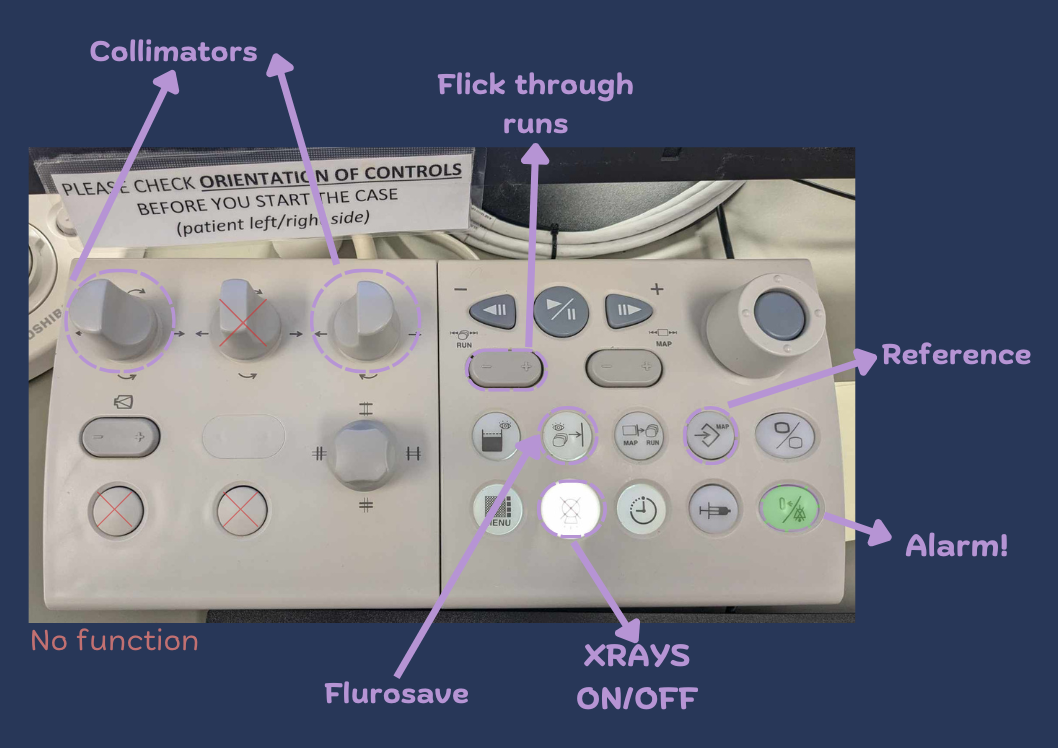 Collimators
Flick through
runs
PLEASE CHECK ORIENTATION OF CONTROLS
BEFORE YOU START THE CASE
(patient left/right side)
OSHIB
RUN
MAP
Reference
MAP
RUN
MAP
MENU
Alarm!
No function
XRAYS
ON/OFF
Flurosave